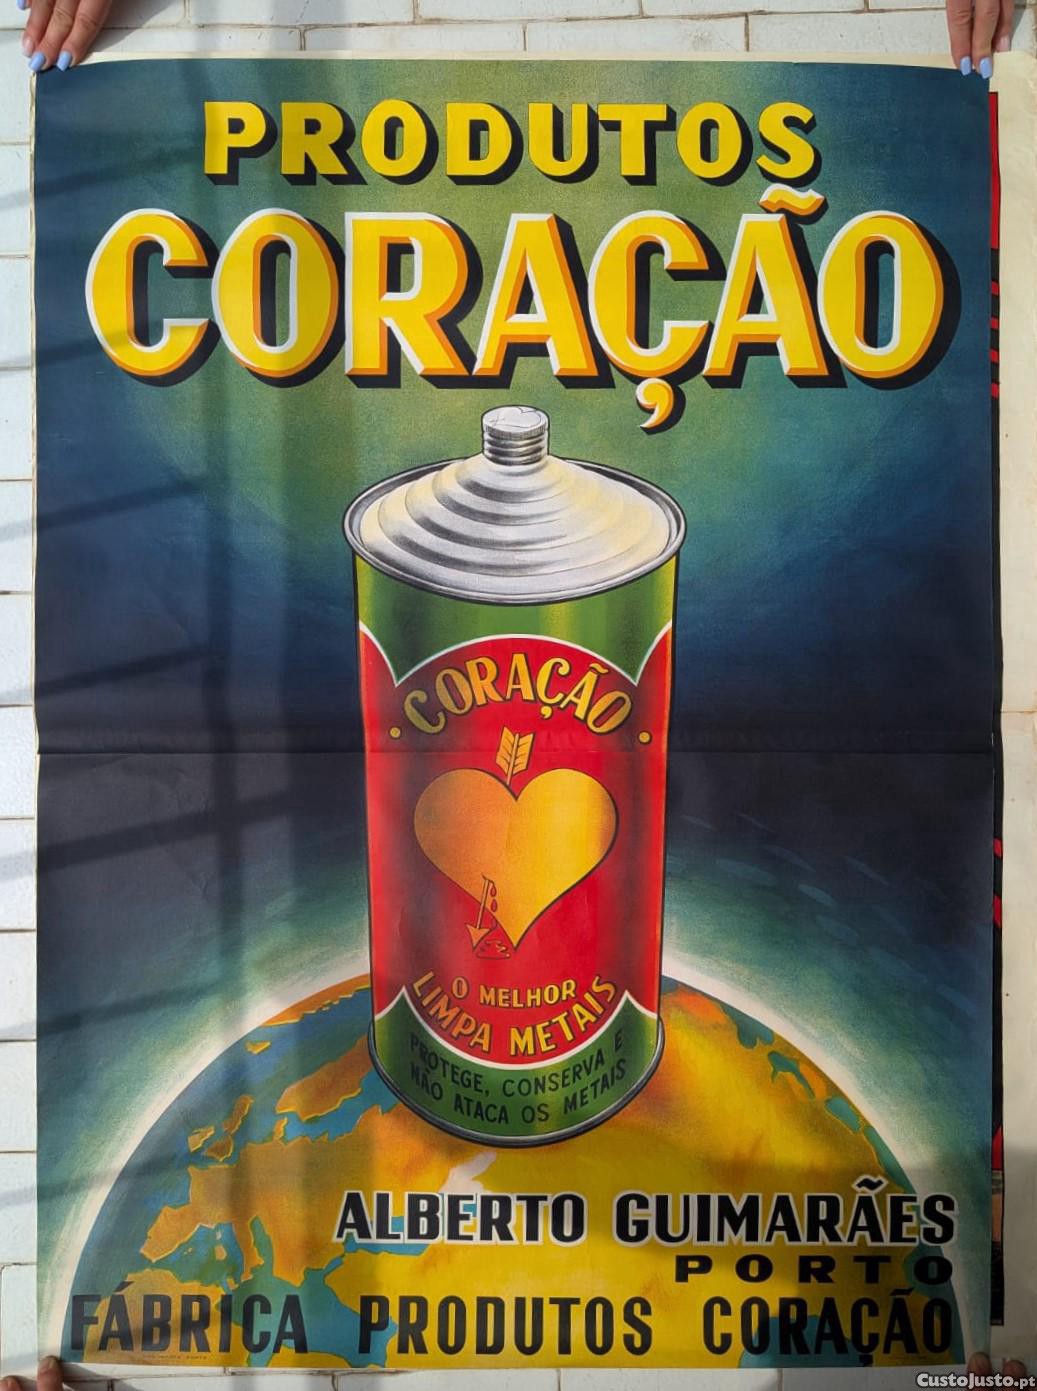 PRODUTOS
CORAÇÃO
CORAÇÃO
O MELHOR
LIMPA METAIS
PROTEGE, CONSERVA E
NÃO ATACA OS METAIS
ALBERTO GUIMARÃES
PORTO
FÁBRICA PRODUTOS CORAÇÃO
CustoJusto.pt